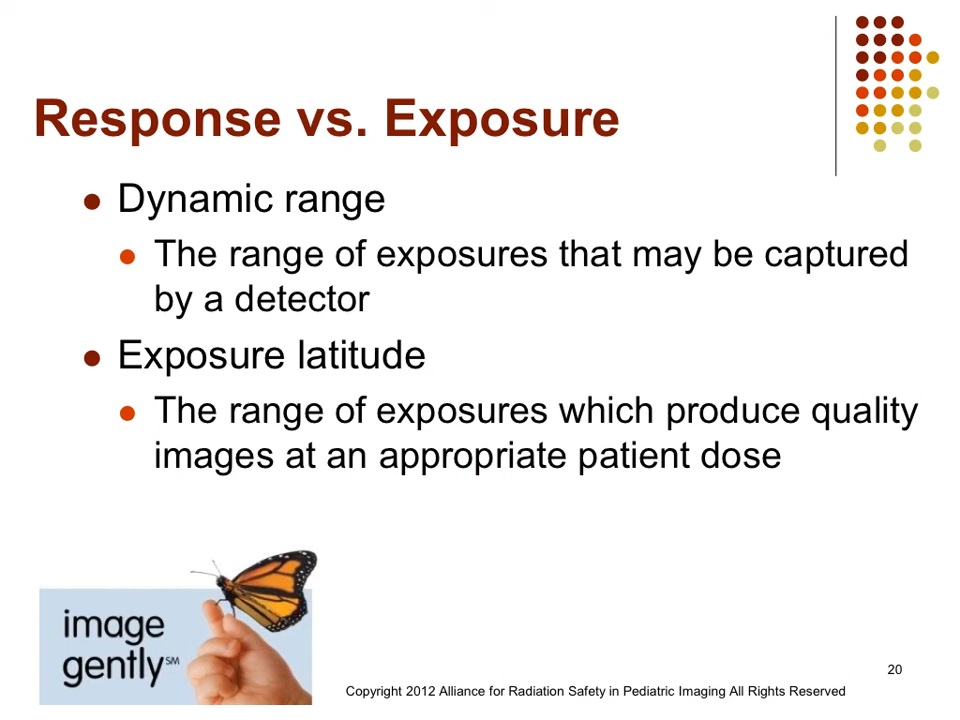 Response vs. Exposure
Dynamic range
The range of exposures that may be captured
by a detector
Exposure latitude
The range of exposures which produce quality
images at an appropriate patient dose
image
gently℠
20
Copyright 2012 Alliance for Radiation Safety in Pediatric Imaging All Rights Reserved